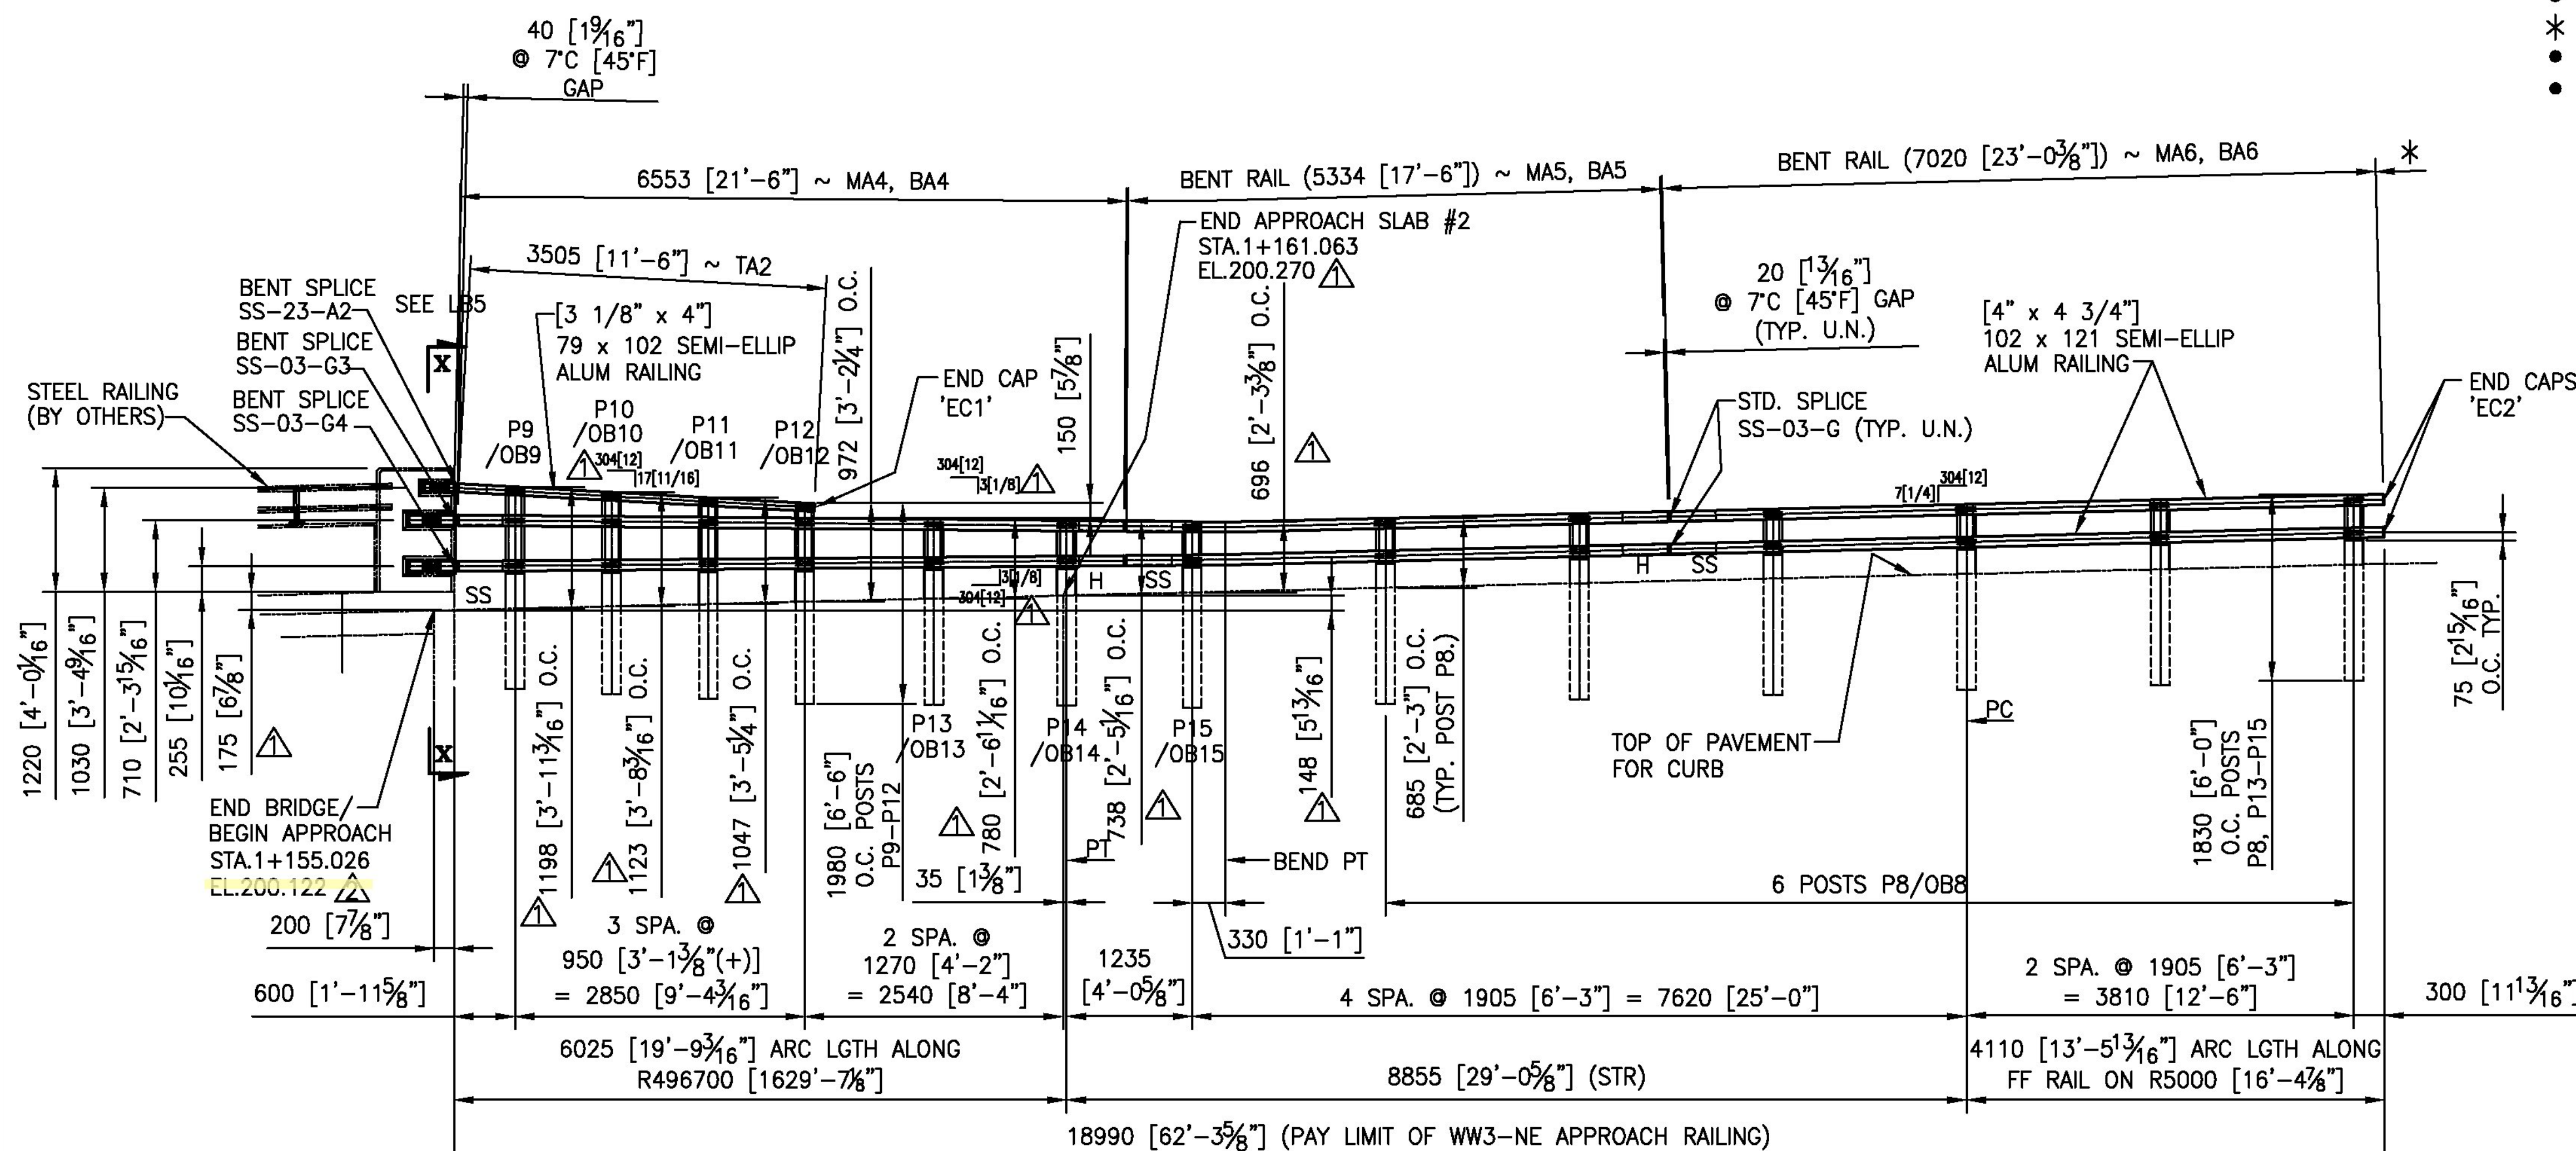 40 [1 9/16"]
@ 7°C [45°F]
GAP
6553 [21'-6"] ~ MA4, BA4
BENT RAIL (5334 [17'-6"]) ~ MA5, BA5
BENT RAIL (7020 [23'-0 3/8"]) ~ MA6, BA6
*
*
END APPROACH SLAB #2
STA.1+161.063
EL.200.270 1
3505 [11'-6"] ~ TA2
BENT SPLICE
SS-23-A2
SEE LB5
BENT SPLICE
SS-03-G3
BENT SPLICE
SS-03-G4
STEEL RAILING
(BY OTHERS)
X
[3 1/8" x 4"]
79 x 102 SEMI-ELLIP
ALUM RAILING
P9
/OB9
P10
/OB10
P11
/OB11
P12
/OB12
1
304[12]
17[11/16]
972 [3'-2 1/4"] O.C.
END CAP
'EC1'
150 [5 7/8"]
304[12]
3[1/8]
1
696 [2'-3 3/8"] O.C.
1
20 [13/16"]
@ 7°C [45°F] GAP
(TYP. U.N.)
STD. SPLICE
SS-03-G (TYP. U.N.)
[4" x 4 3/4"]
102 x 121 SEMI-ELLIP
ALUM RAILING
END CAPS
'EC2'
304[12]
7[1/4]
SS
3[1/8]
304[12]
1
H
SS
H
SS
1220 [4'-0 1/16"]
1030 [3'-4 9/16"]
710 [2'-3 15/16"]
255 [10 1/16"]
175 [6 7/8"]
1
X
END BRIDGE/
BEGIN APPROACH
STA.1+155.026
EL.200.122 2
1198 [3'-11 3/16"] O.C.
1
1123 [3'-8 3/16"] O.C.
1
1047 [3'-5 1/4"] O.C.
1
1980 [6'-6"]
O.C. POSTS
P9-P12
P13
/OB13
780 [2'-6 11/16"] O.C.
1
P14
/OB14
738 [2'-5 1/16"] O.C.
1
P15
/OB15
148 [5 13/16"]
1
685 [2'-3"] O.C.
(TYP. POST P8.)
TOP OF PAVEMENT
FOR CURB
PC
1830 [6'-0"]
O.C. POSTS
P8, P13-P15
75 [2 15/16"]
O.C. TYP.
PT
BEND PT
35 [1 3/8"]
6 POSTS P8/OB8
200 [7 7/8"]
330 [1'-1"]
600 [1'-11 5/8"]
3 SPA. @
950 [3'-1 3/8"(+)]
= 2850 [9'-4 3/16"]
2 SPA. @
1270 [4'-2"]
= 2540 [8'-4"]
1235
[4'-0 5/8"]
4 SPA. @ 1905 [6'-3"] = 7620 [25'-0"]
2 SPA. @ 1905 [6'-3"]
= 3810 [12'-6"]
300 [11 13/16"]
6025 [19'-9 3/16"] ARC LGTH ALONG
R496700 [1629'-7 1/8"]
8855 [29'-0 5/8"] (STR)
4110 [13'-5 13/16"] ARC LGTH ALONG
FF RAIL ON R5000 [16'-4 7/8"]
18990 [62'-3 5/8"] (PAY LIMIT OF WW3-NE APPROACH RAILING)